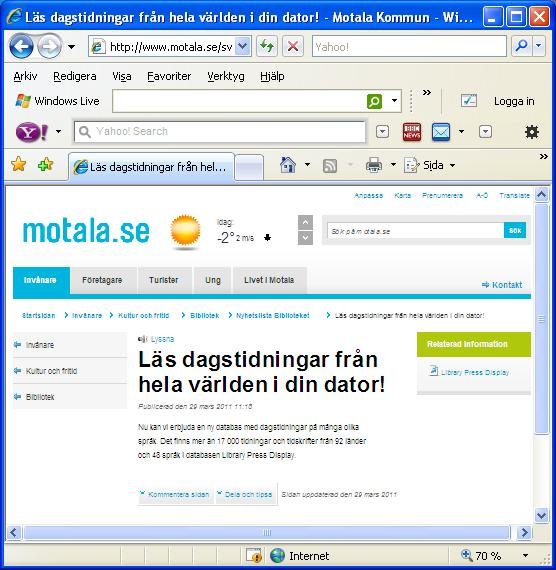 Läs dagstidningar från hela världen i din dator! - Motala Kommun - Wi...
http://www.motala.se/sv
Yahoo!
Arkiv Redigera Visa Favoriter Verktyg Hjälp
Windows Live
»
Logga in
Y!
Yahoo! Search
BBC NEWS
Läs dagstidningar från hel...
Sida
»
Anpassa Karta Prenumerera A-Ö Translate
motala.se
Idag:
-2° 2 m/s
Sök på motala.se
SÖK
Invånare Företagare Turister Ung Livet i Motala
Kontakt
Startsidan Invånare Kultur och fritid Bibliotek Nyhetslista Biblioteket Läs dagstidningar från hela världen i din dator!
Invånare
Kultur och fritid
Bibliotek
Lyssna
Läs dagstidningar från
hela världen i din dator!
Publicerad den 29 mars 2011 11:16
Nu kan vi erbjuda en ny databas med dagstidningar på många olika
språk. Det finns mer än 17 000 tidningar och tidskrifter från 92 länder
och 48 språk i databasen Library Press Display.
Kommentera sidan Dela och tipsa Sidan uppdaterad den 29 mars 2011
Relaterad information
Library Press Display
Internet
70 %